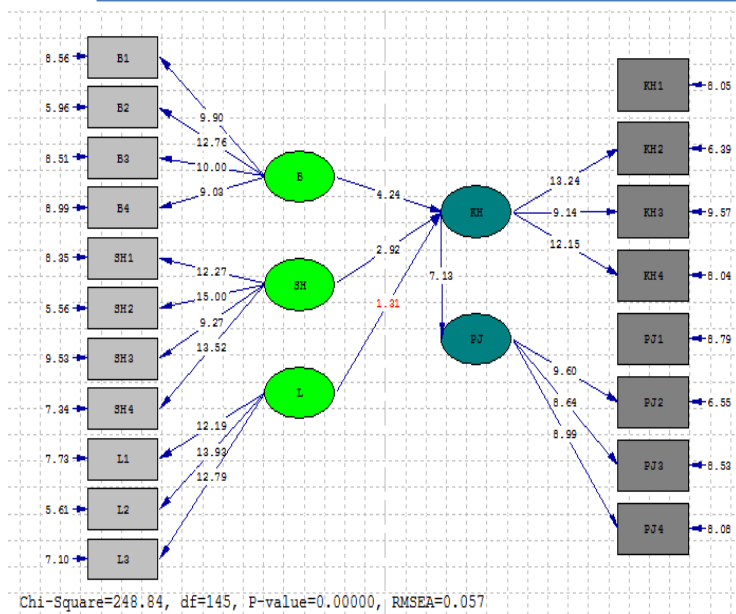 8.56 B1
5.96 B2
8.51 B3
8.99 B4
8.35 SH1
5.56 SH2
9.53 SH3
7.34 SH4
7.73 L1
5.61 L2
7.10 L3
9.90
12.76
10.00
9.03
12.27
15.00
9.27
13.52
12.19
13.93
12.79
B
SH
L
4.24
2.92
1.31
KH
7.13
PJ
13.24
9.14
12.15
9.60
8.64
8.99
KH1 8.05
KH2 6.39
KH3 9.57
KH4 8.04
PJ1 8.79
PJ2 6.55
PJ3 8.53
PJ4 8.08
Chi-Square=248.84, df=145, P-value=0.00000, RMSEA=0.057